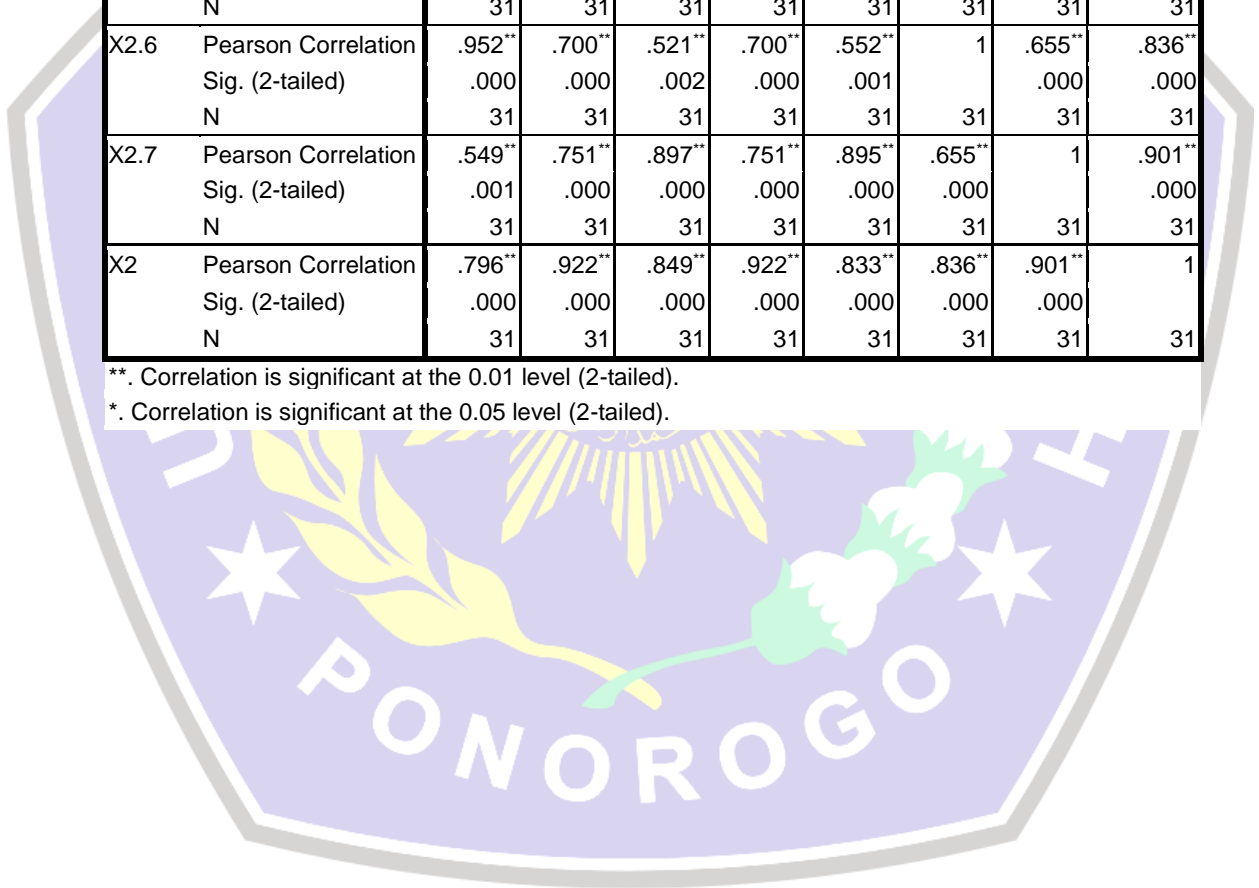 N 31 31 31 31 31 31 31 31
X2.6 Pearson Correlation .952** .700** .521** .700** .552** 1 .655** .836**
Sig. (2-tailed) .000 .000 .002 .000 .001 .000 .000
N 31 31 31 31 31 31 31 31
X2.7 Pearson Correlation .549** .751** .897** .751** .895** .655** 1 .901**
Sig. (2-tailed) .001 .000 .000 .000 .000 .000 .000
N 31 31 31 31 31 31 31 31
X2 Pearson Correlation .796** .922** .849** .922** .833** .836** .901** 1
Sig. (2-tailed) .000 .000 .000 .000 .000 .000 .000
N 31 31 31 31 31 31 31 31
**. Correlation is significant at the 0.01 level (2-tailed).
*. Correlation is significant at the 0.05 level (2-tailed).
PONOROGO